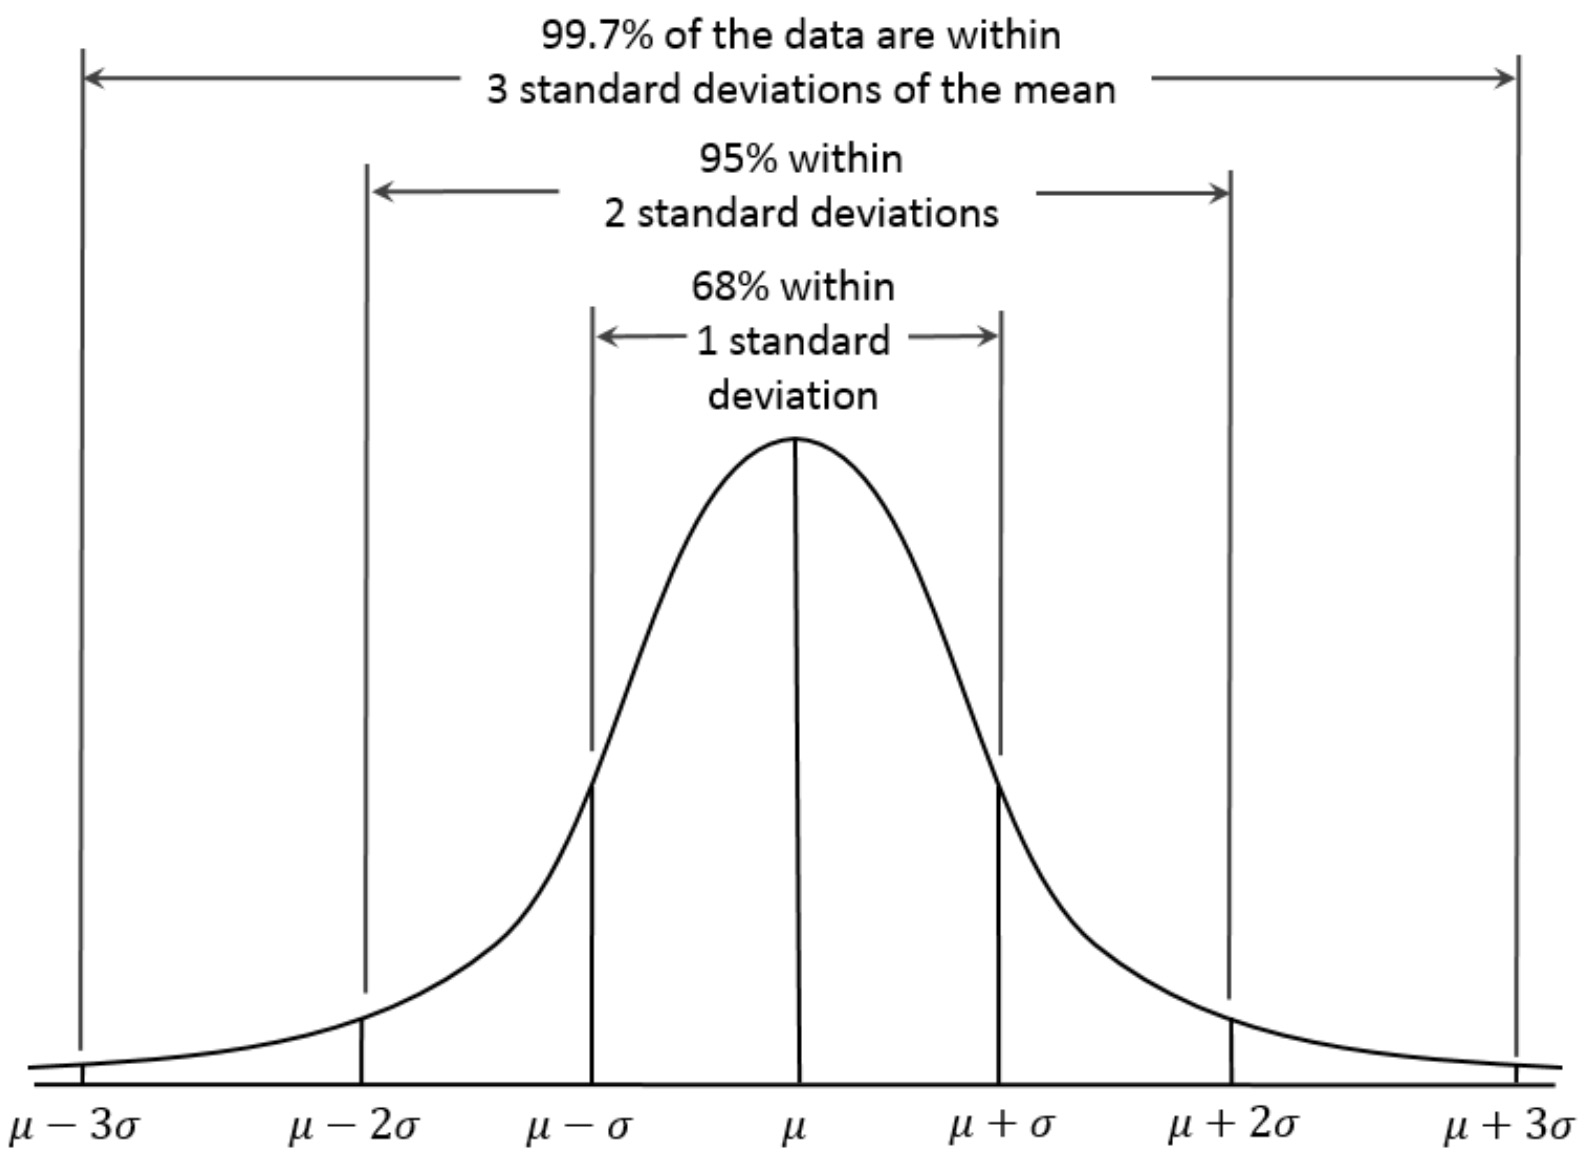 99.7% of the data are within
3 standard deviations of the mean
95% within
2 standard deviations
68% within
1 standard
deviation
μ − 3σ μ − 2σ μ − σ μ μ + σ μ + 2σ μ + 3σ